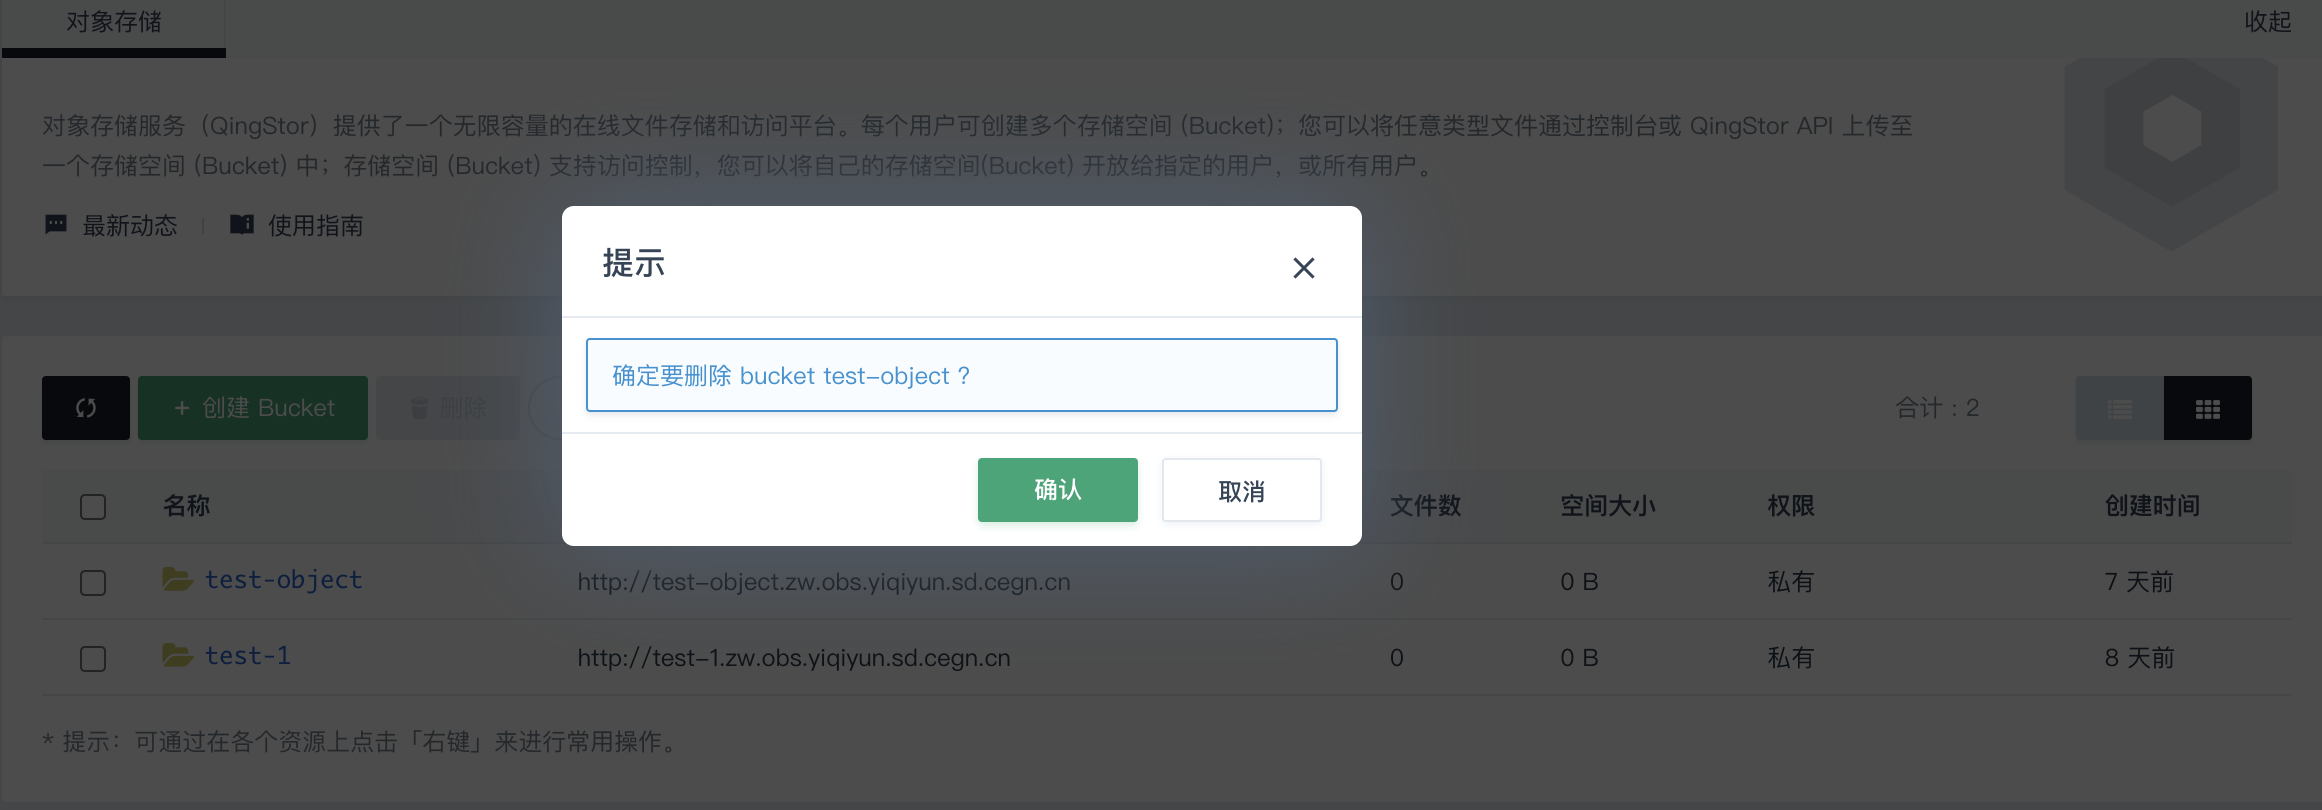 对象存储
收起
对象存储服务（QingStor）提供了一个无限容量的在线文件存储和访问平台。每个用户可创建多个存储空间 (Bucket)；您可以将任意类型文件通过控制台或 QingStor API 上传至
一个存储空间 (Bucket) 中；存储空间 (Bucket) 支持访问控制，您可以将自己的存储空间(Bucket) 开放给指定的用户，或所有用户。
最新动态 | 使用指南
提示
确定要删除 bucket test-object ?
确认 取消
+ 创建 Bucket 删除 合计 : 2
名称 文件数 空间大小 权限 创建时间
test-object http://test-object.zw.obs.yiqiyun.sd.cegn.cn 0 0 B 私有 7 天前
test-1 http://test-1.zw.obs.yiqiyun.sd.cegn.cn 0 0 B 私有 8 天前
* 提示：可通过在各个资源上点击「右键」来进行常用操作。